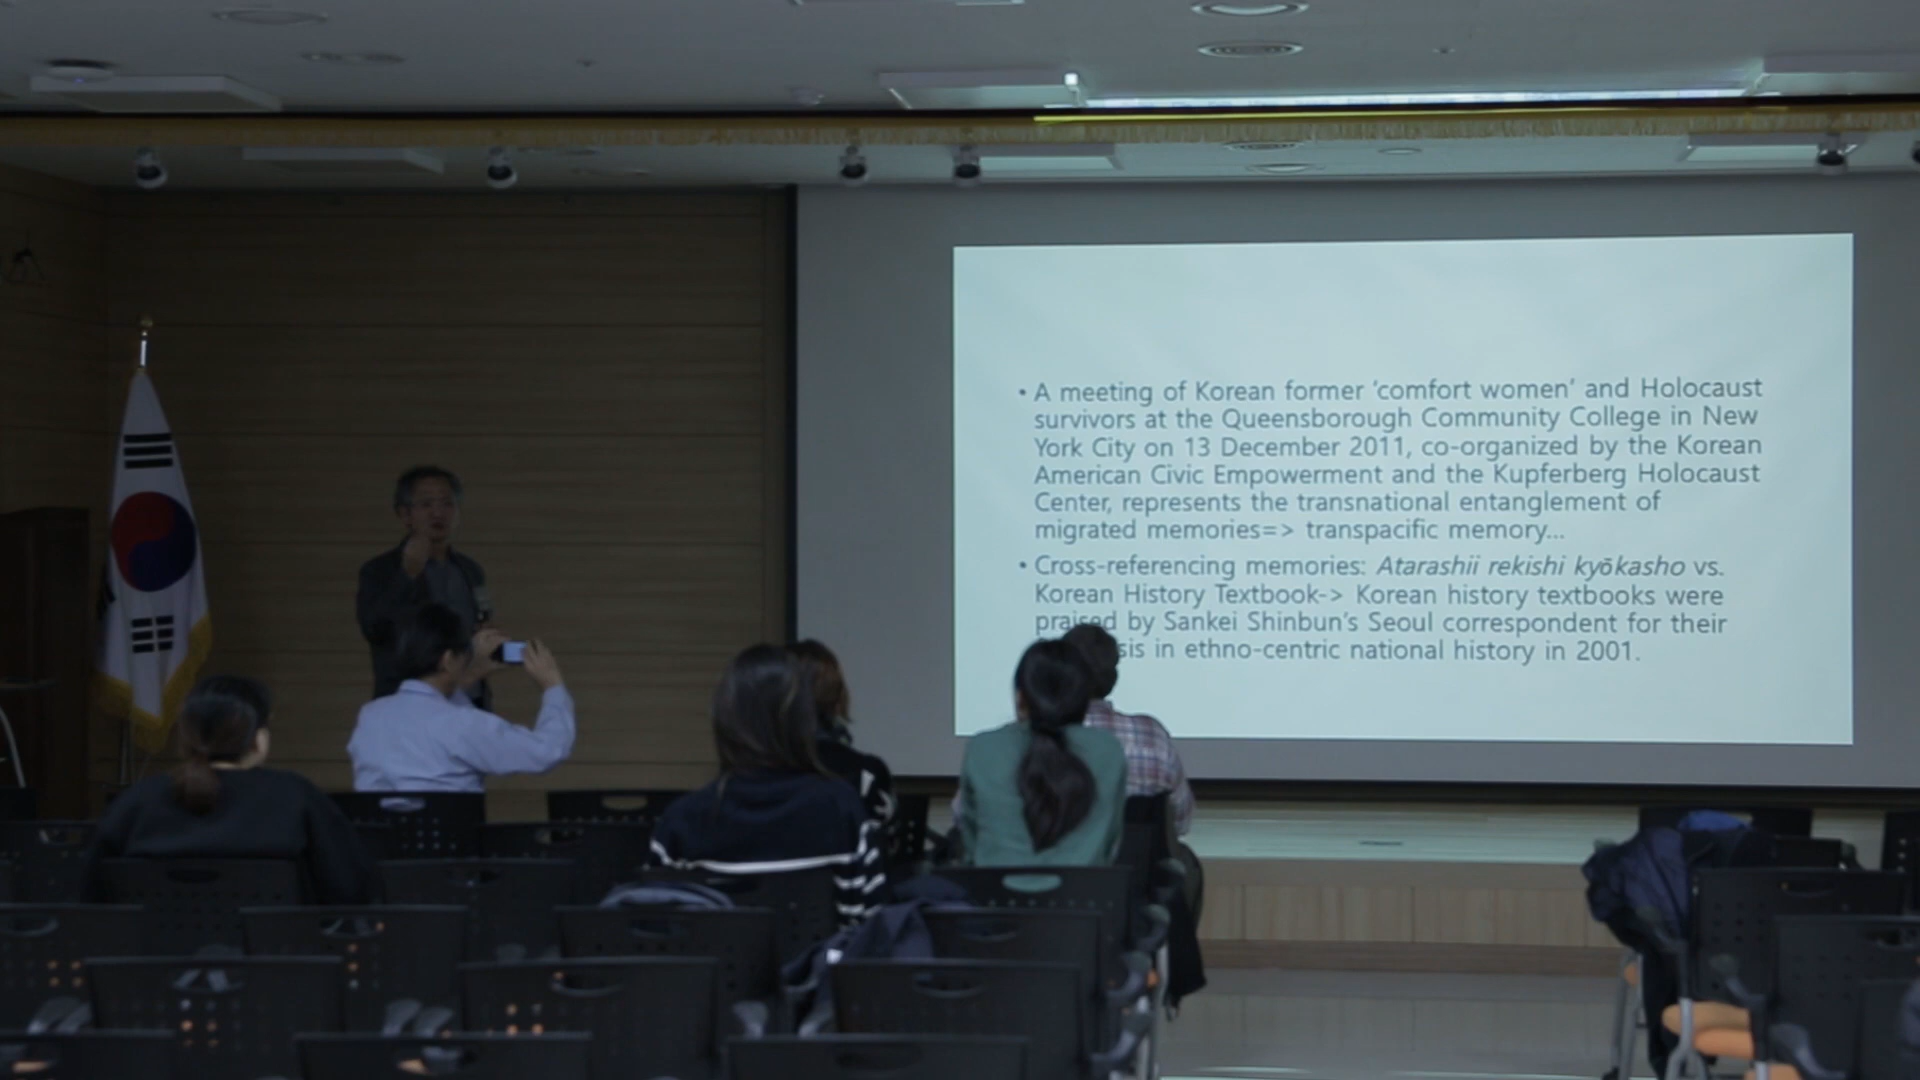 • A meeting of Korean former ‘comfort women’ and Holocaust
survivors at the Queensborough Community College in New
York City on 13 December 2011, co-organized by the Korean
American Civic Empowerment and the Kupferberg Holocaust
Center, represents the transnational entanglement of
migrated memories=> transpacific memory...
• Cross-referencing memories: Atarashii rekishi kyōkasho vs.
Korean History Textbook-> Korean history textbooks were
praised by Sankei Shinbun’s Seoul correspondent for their
in ethno-centric national history in 2001.